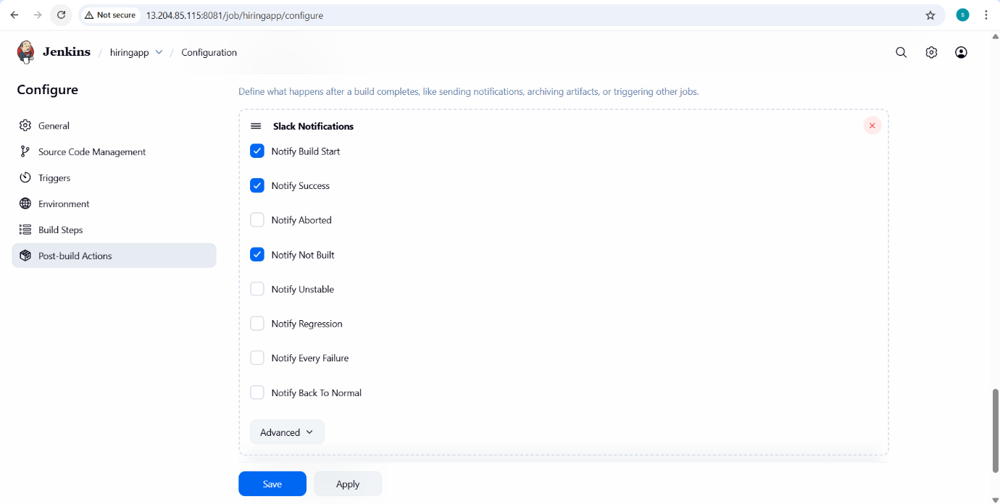 Not secure 13.204.85.115:8081/job/hiringapp/configure s
Jenkins / hiringapp / Configuration
Configure
General
Source Code Management
Triggers
Environment
Build Steps
Post-build Actions
Define what happens after a build completes, like sending notifications, archiving artifacts, or triggering other jobs.
Slack Notifications
Notify Build Start
Notify Success
Notify Aborted
Notify Not Built
Notify Unstable
Notify Regression
Notify Every Failure
Notify Back To Normal
Advanced
Save Apply